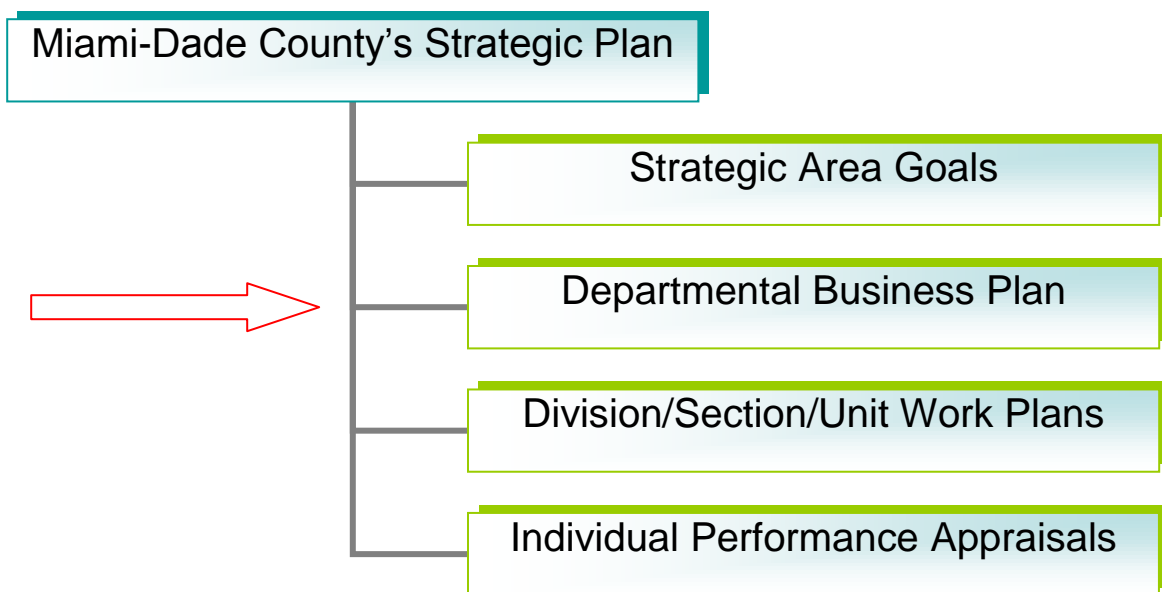 Miami-Dade County’s Strategic Plan
Strategic Area Goals
Departmental Business Plan
Division/Section/Unit Work Plans
Individual Performance Appraisals